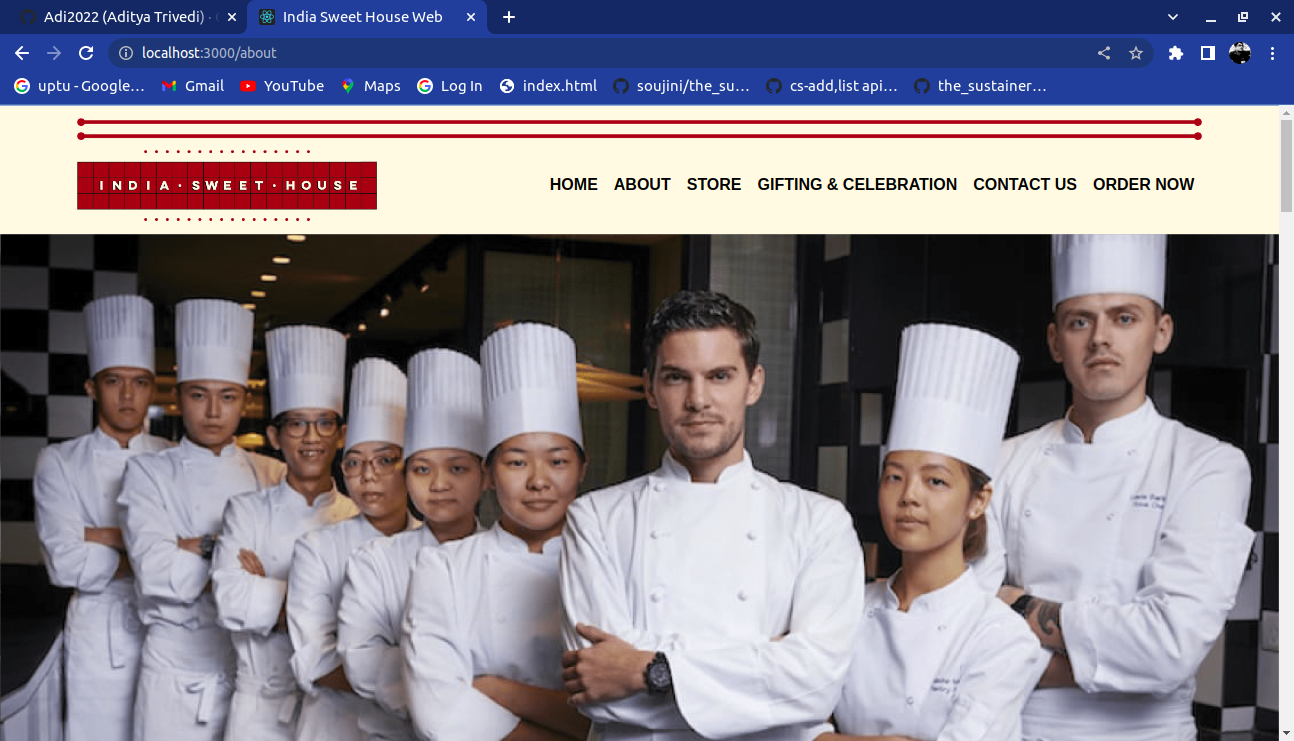 Adi2022 (Aditya Trivedi) ·
India Sweet House Web
localhost:3000/about
uptu - Google...
Gmail
YouTube
Maps
Log In
index.html
soujini/the_su...
cs-add,list api...
the_sustainer...
INDIA·SWEET·HOUSE
HOME
ABOUT
STORE
GIFTING & CELEBRATION
CONTACT US
ORDER NOW